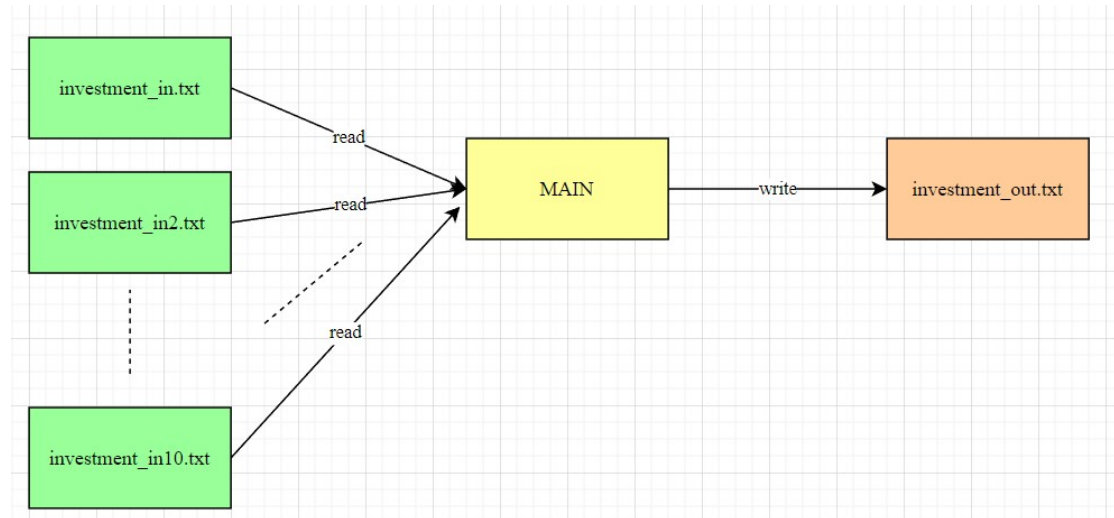 investment_in.txt
read
MAIN
write
investment_out.txt
investment_in2.txt
read
read
investment_in10.txt